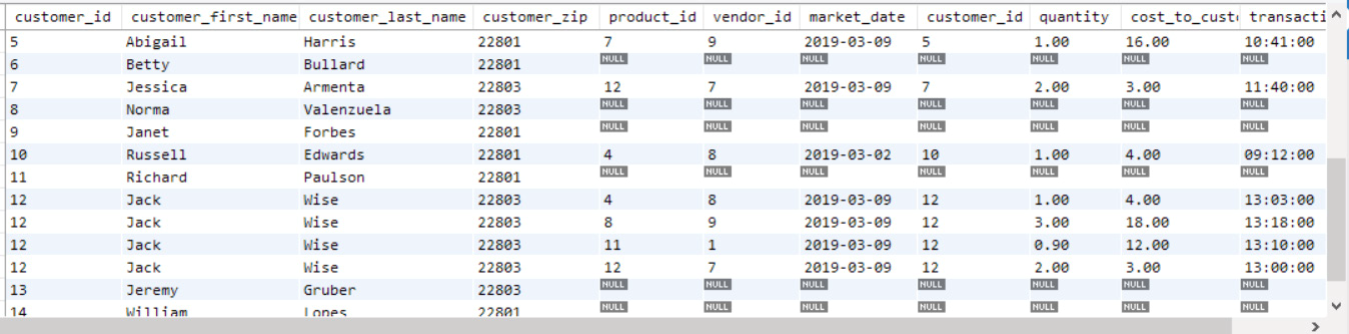 customer_id customer_first_name customer_last_name customer_zip product_id vendor_id market_date customer_id quantity cost_to_cust transacti
5 Abigail Harris 22801 7 9 2019-03-09 5 1.00 16.00 10:41:00
6 Betty Bullard 22801 NULL NULL NULL NULL NULL NULL NULL
7 Jessica Armenta 22803 12 7 2019-03-09 7 2.00 3.00 11:40:00
8 Norma Valenzuela 22803 NULL NULL NULL NULL NULL NULL NULL
9 Janet Forbes 22801 NULL NULL NULL NULL NULL NULL NULL
10 Russell Edwards 22801 4 8 2019-03-02 10 1.00 4.00 09:12:00
11 Richard Paulson 22801 NULL NULL NULL NULL NULL NULL NULL
12 Jack Wise 22803 4 8 2019-03-09 12 1.00 4.00 13:03:00
12 Jack Wise 22803 8 9 2019-03-09 12 3.00 18.00 13:18:00
12 Jack Wise 22803 11 1 2019-03-09 12 0.90 12.00 13:10:00
12 Jack Wise 22803 12 7 2019-03-09 12 2.00 3.00 13:00:00
13 Jeremy Gruber 22803 NULL NULL NULL NULL NULL NULL NULL
14 William Lopes 22801 NULL NULL NULL NULL NULL NULL NULL